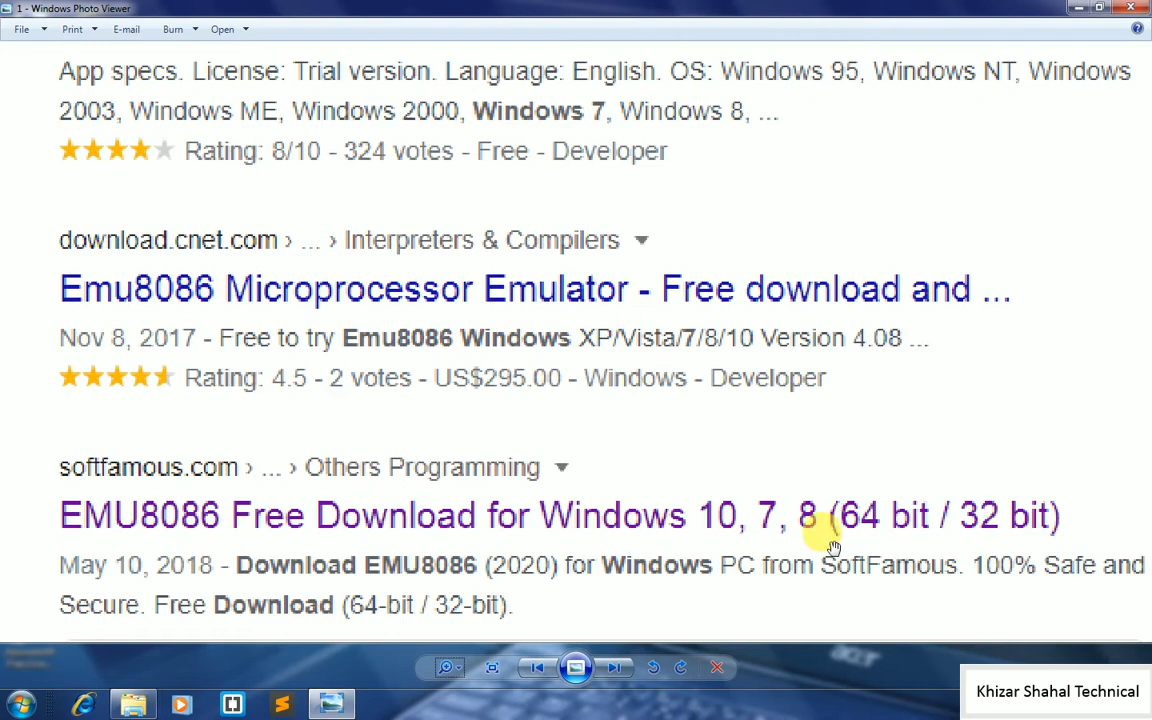 1 - Windows Photo Viewer
File Print E-mail Burn Open
App specs. License: Trial version. Language: English. OS: Windows 95, Windows NT, Windows
2003, Windows ME, Windows 2000, Windows 7, Windows 8, ...
Rating: 8/10 - 324 votes - Free - Developer
download.cnet.com › ... › Interpreters & Compilers
Emu8086 Microprocessor Emulator - Free download and ...
Nov 8, 2017 - Free to try Emu8086 Windows XP/Vista/7/8/10 Version 4.08 ...
Rating: 4.5 - 2 votes - US$295.00 - Windows - Developer
softfamous.com › ... › Others Programming
EMU8086 Free Download for Windows 10, 7, 8 (64 bit / 32 bit)
May 10, 2018 - Download EMU8086 (2020) for Windows PC from SoftFamous. 100% Safe and
Secure. Free Download (64-bit / 32-bit).
acer
Khizar Shahal Technical